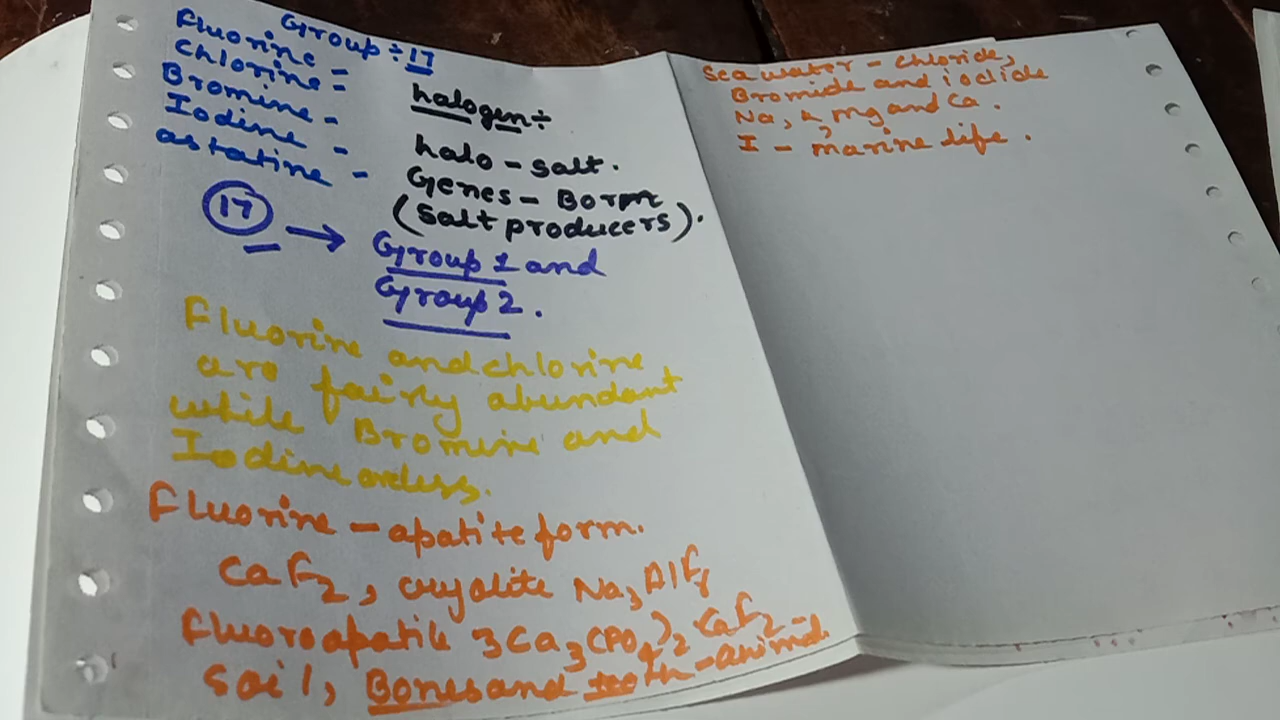 Group ÷ 17
Fluorine =
Chlorine =
Bromine -
Iodine -
astatine -
halogen ÷
halo - salt.
Genes - Born
(Salt producers).
17 → Group 1 and
Group 2.
Fluorine and chlorine
are fairly abundant
while Bromine and
Iodine are less.
Fluorine - apatite form.
CaF2, cryolite Na3AlF6
Fluoroapatite 3Ca3(PO4)2 CaF2 -
Soil, Bones and tooth - animal
Sea water - chloride,
Bromide and iodide
Na, K, Mg and Ca.
I - marine life.